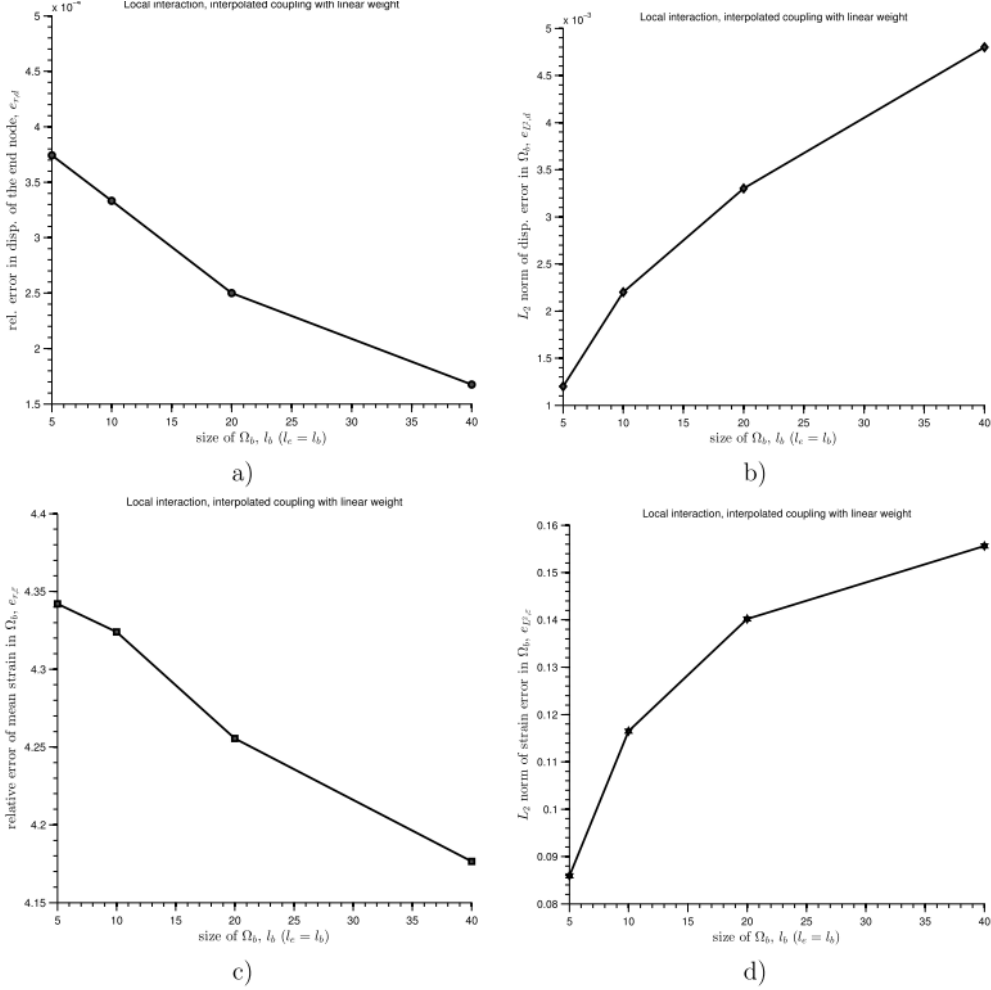 Local interaction, interpolated coupling with linear weight
x 10
5
4.5
4
3.5
3
2.5
2
1.5
5 10 15 20 25 30 35 40
rel. error in disp. of the end node, e_{r,d}
size of Ω_b, l_b (l_c = l_b)
a)
Local interaction, interpolated coupling with linear weight
x 10^{-3}
5
4.5
4
3.5
3
2.5
2
1.5
1
5 10 15 20 25 30 35 40
L_2 norm of disp. error in Ω_b, e_{L²,d}
size of Ω_b, l_b (l_c = l_b)
b)
Local interaction, interpolated coupling with linear weight
4.4
4.35
4.3
4.25
4.2
4.15
5 10 15 20 25 30 35 40
relative error of mean strain in Ω_b, e_{r,ε}
size of Ω_b, l_b (l_c = l_b)
c)
Local interaction, interpolated coupling with linear weight
0.16
0.15
0.14
0.13
0.12
0.11
0.1
0.09
0.08
5 10 15 20 25 30 35 40
L_2 norm of strain error in Ω_b, e_{L²,ε}
size of Ω_b, l_b (l_c = l_b)
d)